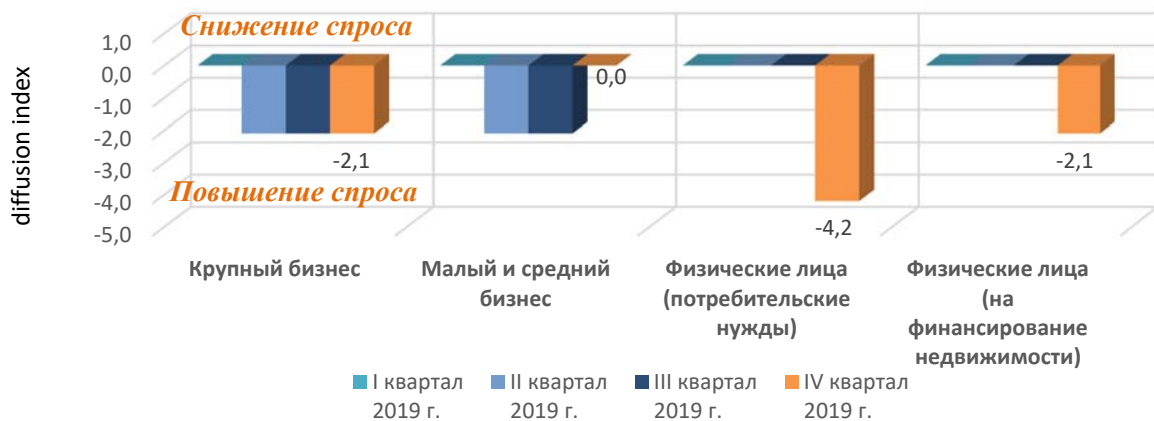 Снижение спроса
1,0
0,0
-1,0
-2,0
-3,0
-4,0
-5,0
diffusion index
0,0
-2,1
-2,1
Повышение спроса
-4,2
Крупный бизнес
Малый и средний
бизнес
Физические лица
(потребительские
нужды)
Физические лица
(на
финансирование
недвижимости)
I квартал
2019 г.
II квартал
2019 г.
III квартал
2019 г.
IV квартал
2019 г.